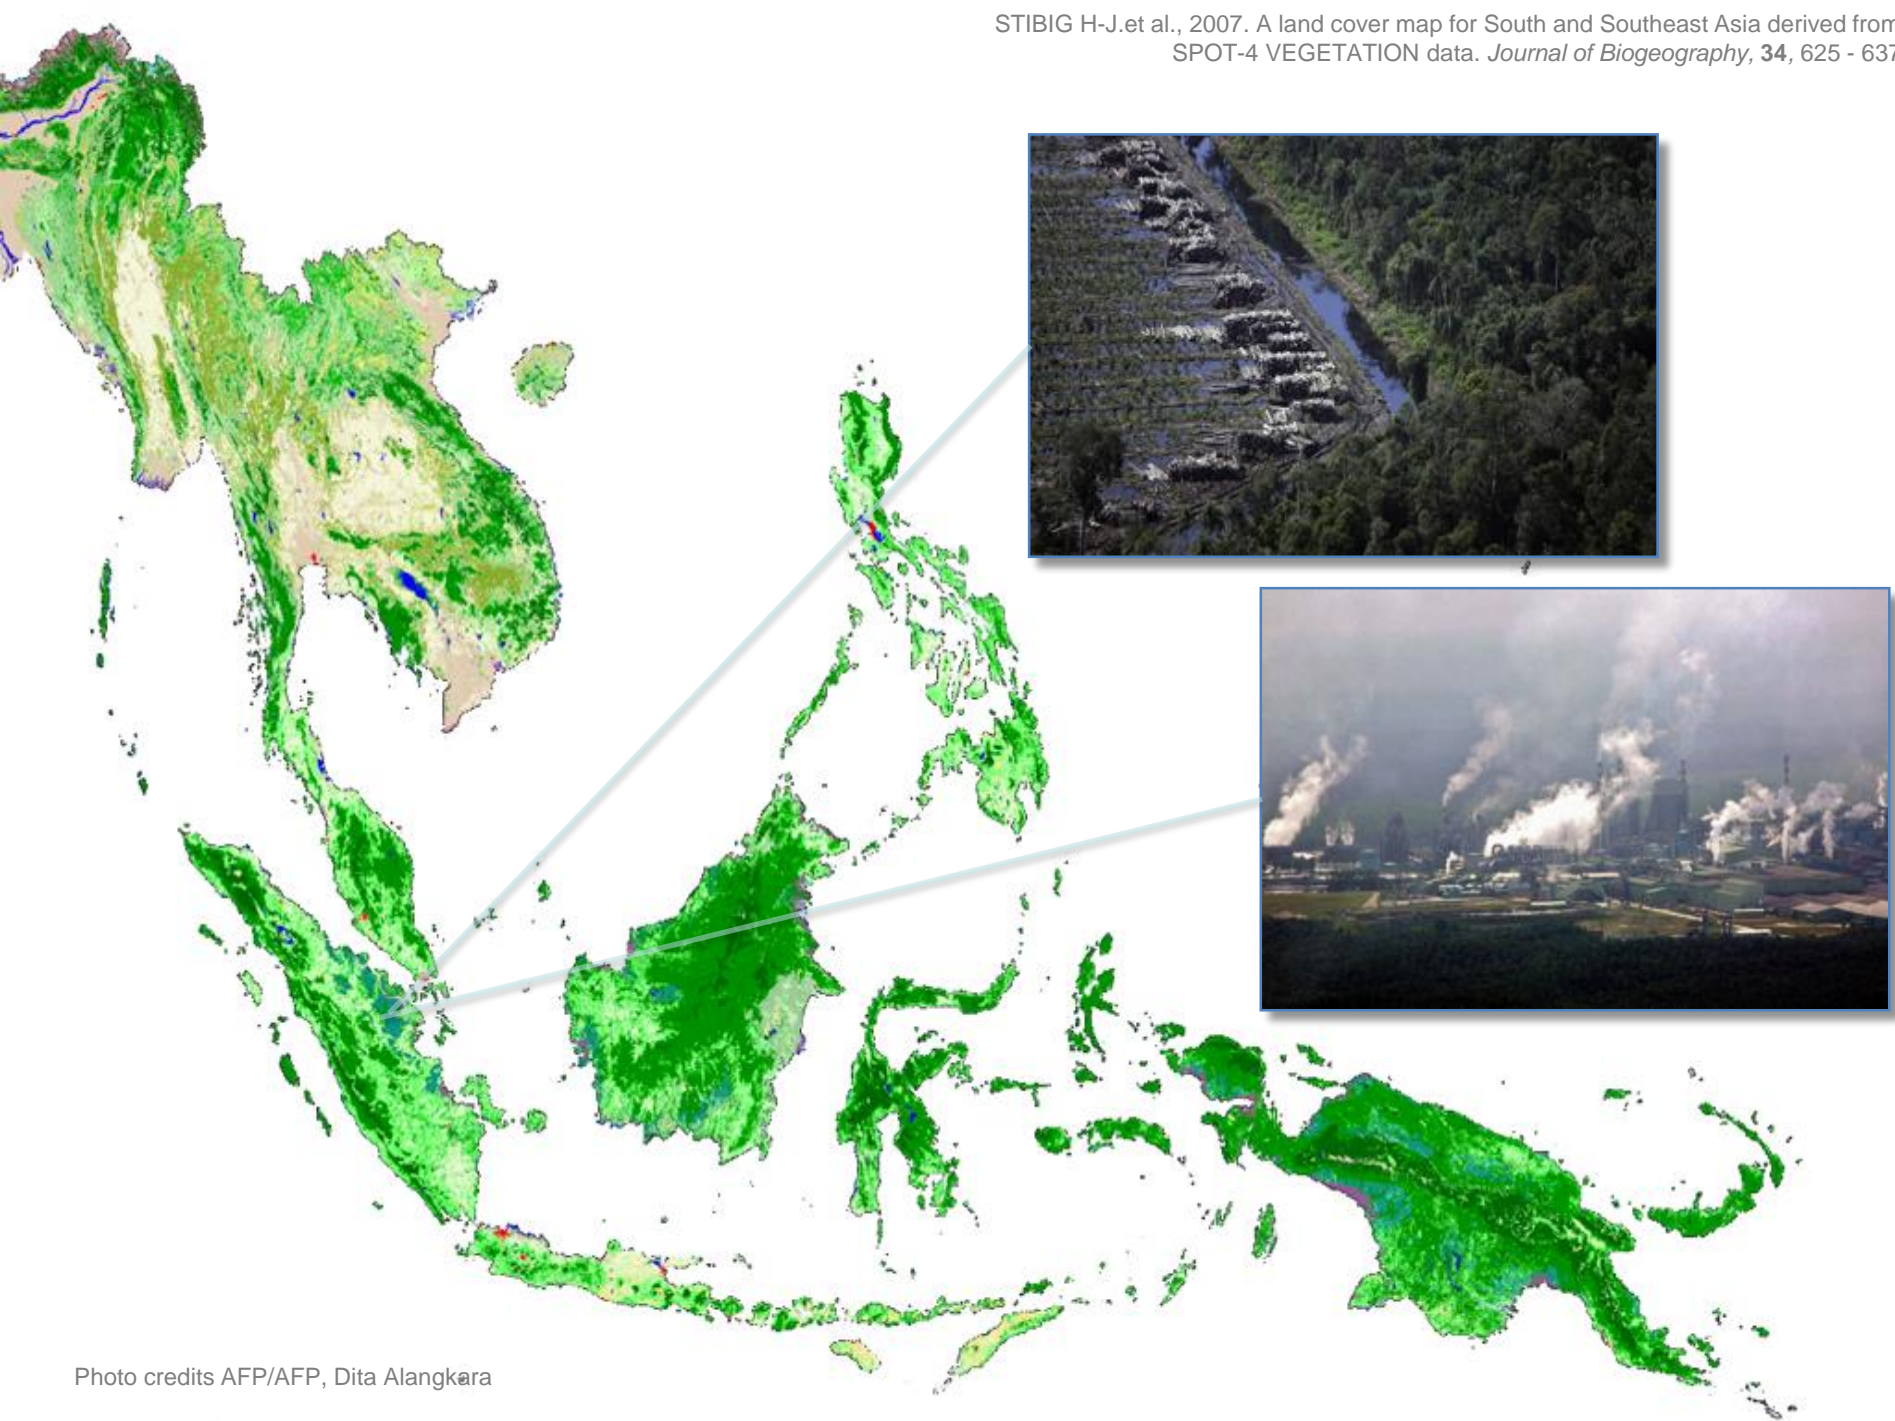 STIBIG H-J.et al., 2007. A land cover map for South and Southeast Asia derived from
SPOT-4 VEGETATION data. Journal of Biogeography, 34, 625 - 637
Photo credits AFP/AFP, Dita Alangkara